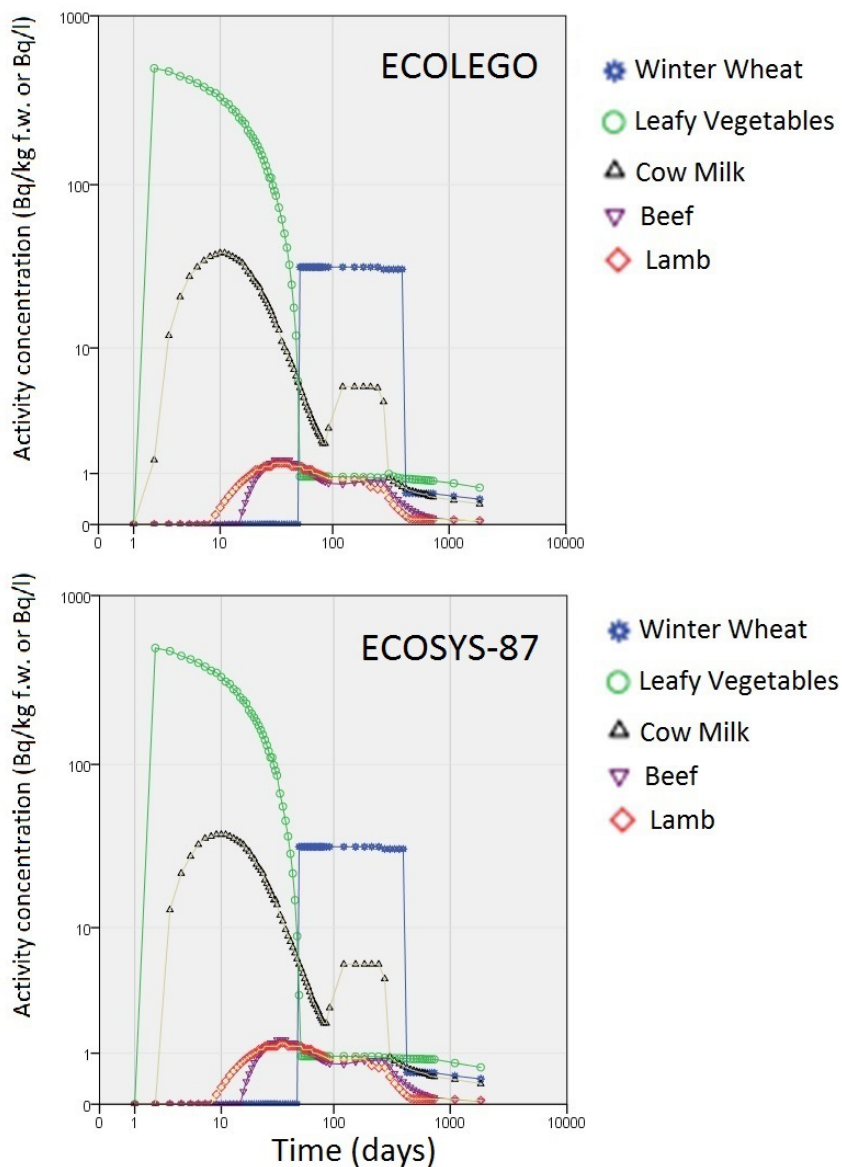 Activity concentration (Bq/kg f.w. or Bq/l)
1000
100
10
1
0
ECOLEGO
Winter Wheat
Leafy Vegetables
Cow Milk
Beef
Lamb
0 1 10 100 1000 10000
Activity concentration (Bq/kg f.w. or Bq/l)
1000
100
10
1
0
ECOSYS-87
Winter Wheat
Leafy Vegetables
Cow Milk
Beef
Lamb
0 1 10 100 1000 10000
Time (days)